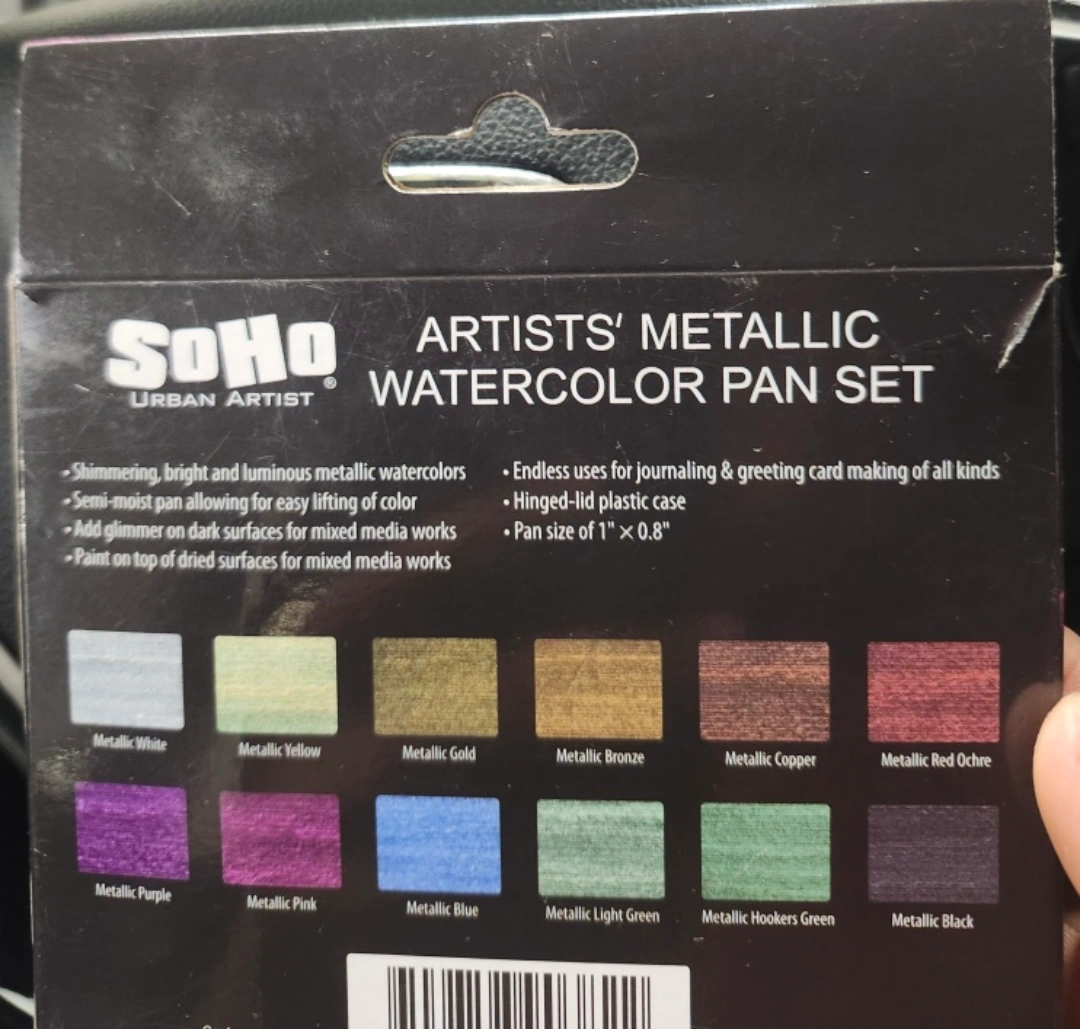 SoHo®
URBAN ARTIST
ARTISTS' METALLIC
WATERCOLOR PAN SET
• Shimmering, bright and luminous metallic watercolors
• Semi-moist pan allowing for easy lifting of color
• Add glimmer on dark surfaces for mixed media works
• Paint on top of dried surfaces for mixed media works
• Endless uses for journaling & greeting card making of all kinds
• Hinged-lid plastic case
• Pan size of 1" × 0.8"
Metallic White
Metallic Yellow
Metallic Gold
Metallic Bronze
Metallic Copper
Metallic Red Ochre
Metallic Purple
Metallic Pink
Metallic Blue
Metallic Light Green
Metallic Hookers Green
Metallic Black